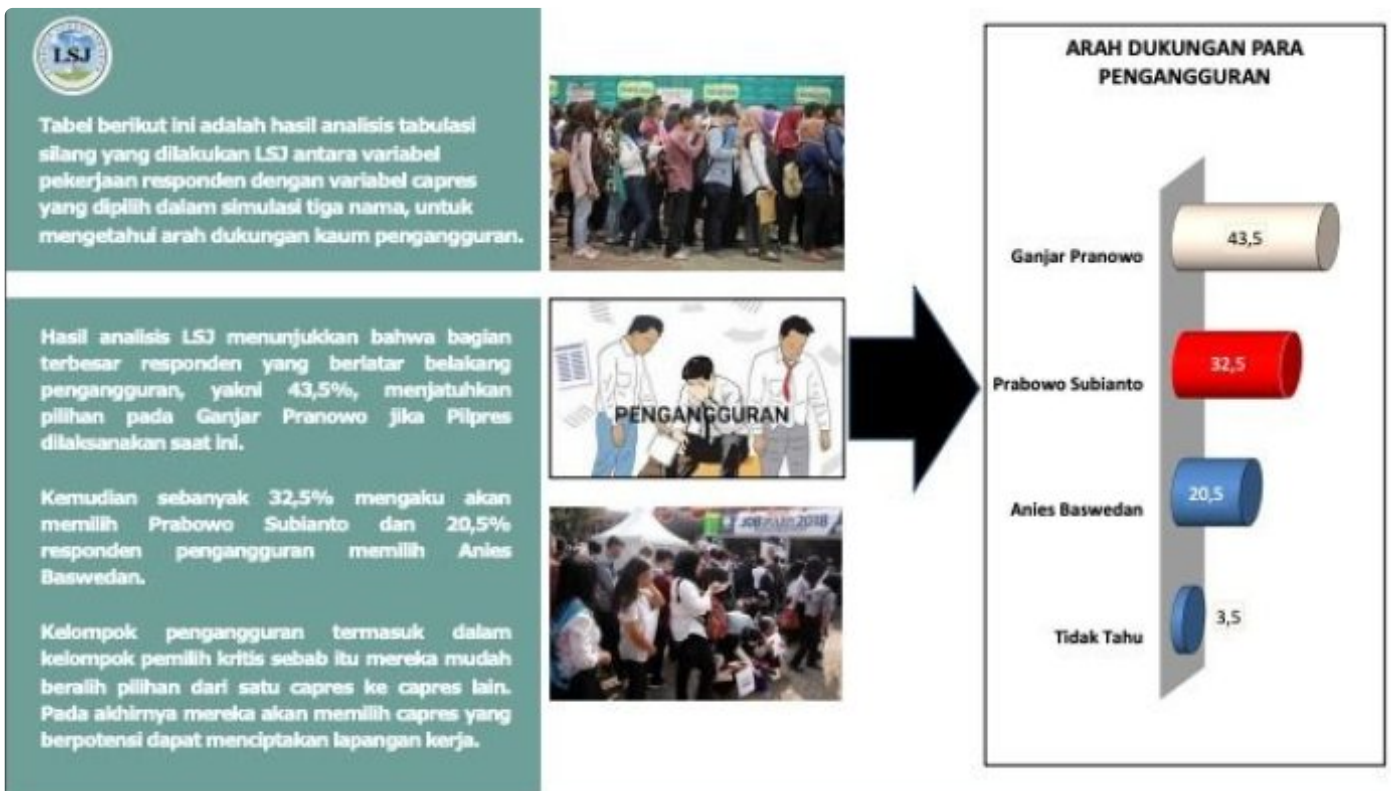 LSJ
Tabel berikut ini adalah hasil analisis tabulasi
silang yang dilakukan LSJ antara variabel
pekerjaan responden dengan variabel capres
yang dipilih dalam simulasi tiga nama, untuk
mengetahui arah dukungan kaum pengangguran.
Hasil analisis LSJ menunjukkan bahwa bagian
terbesar responden yang berlatar belakang
pengangguran, yakni 43,5%, menjatuhkan
pilihan pada Ganjar Pranowo jika Pilpres
dilaksanakan saat ini.
Kemudian sebanyak 32,5% mengaku akan
memilih Prabowo Subianto dan 20,5%
responden pengangguran memilih Anies
Baswedan.
Kelompok pengangguran termasuk dalam
kelompok pemilih kritis sebab itu mereka mudah
beralih pilihan dari satu capres ke capres lain.
Pada akhirnya mereka akan memilih capres yang
berpotensi dapat menciptakan lapangan kerja.
PENGANGGURAN
JOB 2018
ARAH DUKUNGAN PARA
PENGANGGURAN
Ganjar Pranowo 43,5
Prabowo Subianto 32,5
Anies Baswedan 20,5
Tidak Tahu 3,5